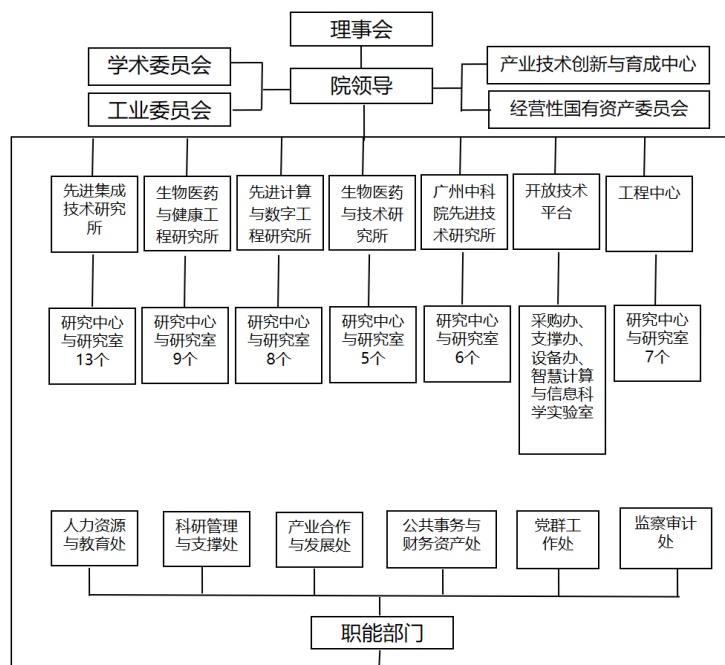 理事会
学术委员会
院领导
产业技术创新与育成中心
工业委员会
经营性国有资产委员会
先进集成
技术研究
所
生物医药
与健康工
程研究所
先进计算
与数字工
程研究所
生物医药
与技术研
究所
广州中科
院先进技
术研究所
开放技术
平台
工程中心
研究中心
与研究室
13个
研究中心
与研究室
9个
研究中心
与研究室
8个
研究中心
与研究室
5个
研究中心
与研究室
6个
采购办、
支撑办、
设备办、
智慧计算
与信息科
学实验室
研究中心
与研究室
7个
人力资源
与教育处
科研管理
与支撑处
产业合作
与发展处
公共事务与
财务资产处
党群工
作处
监察审计
处
职能部门